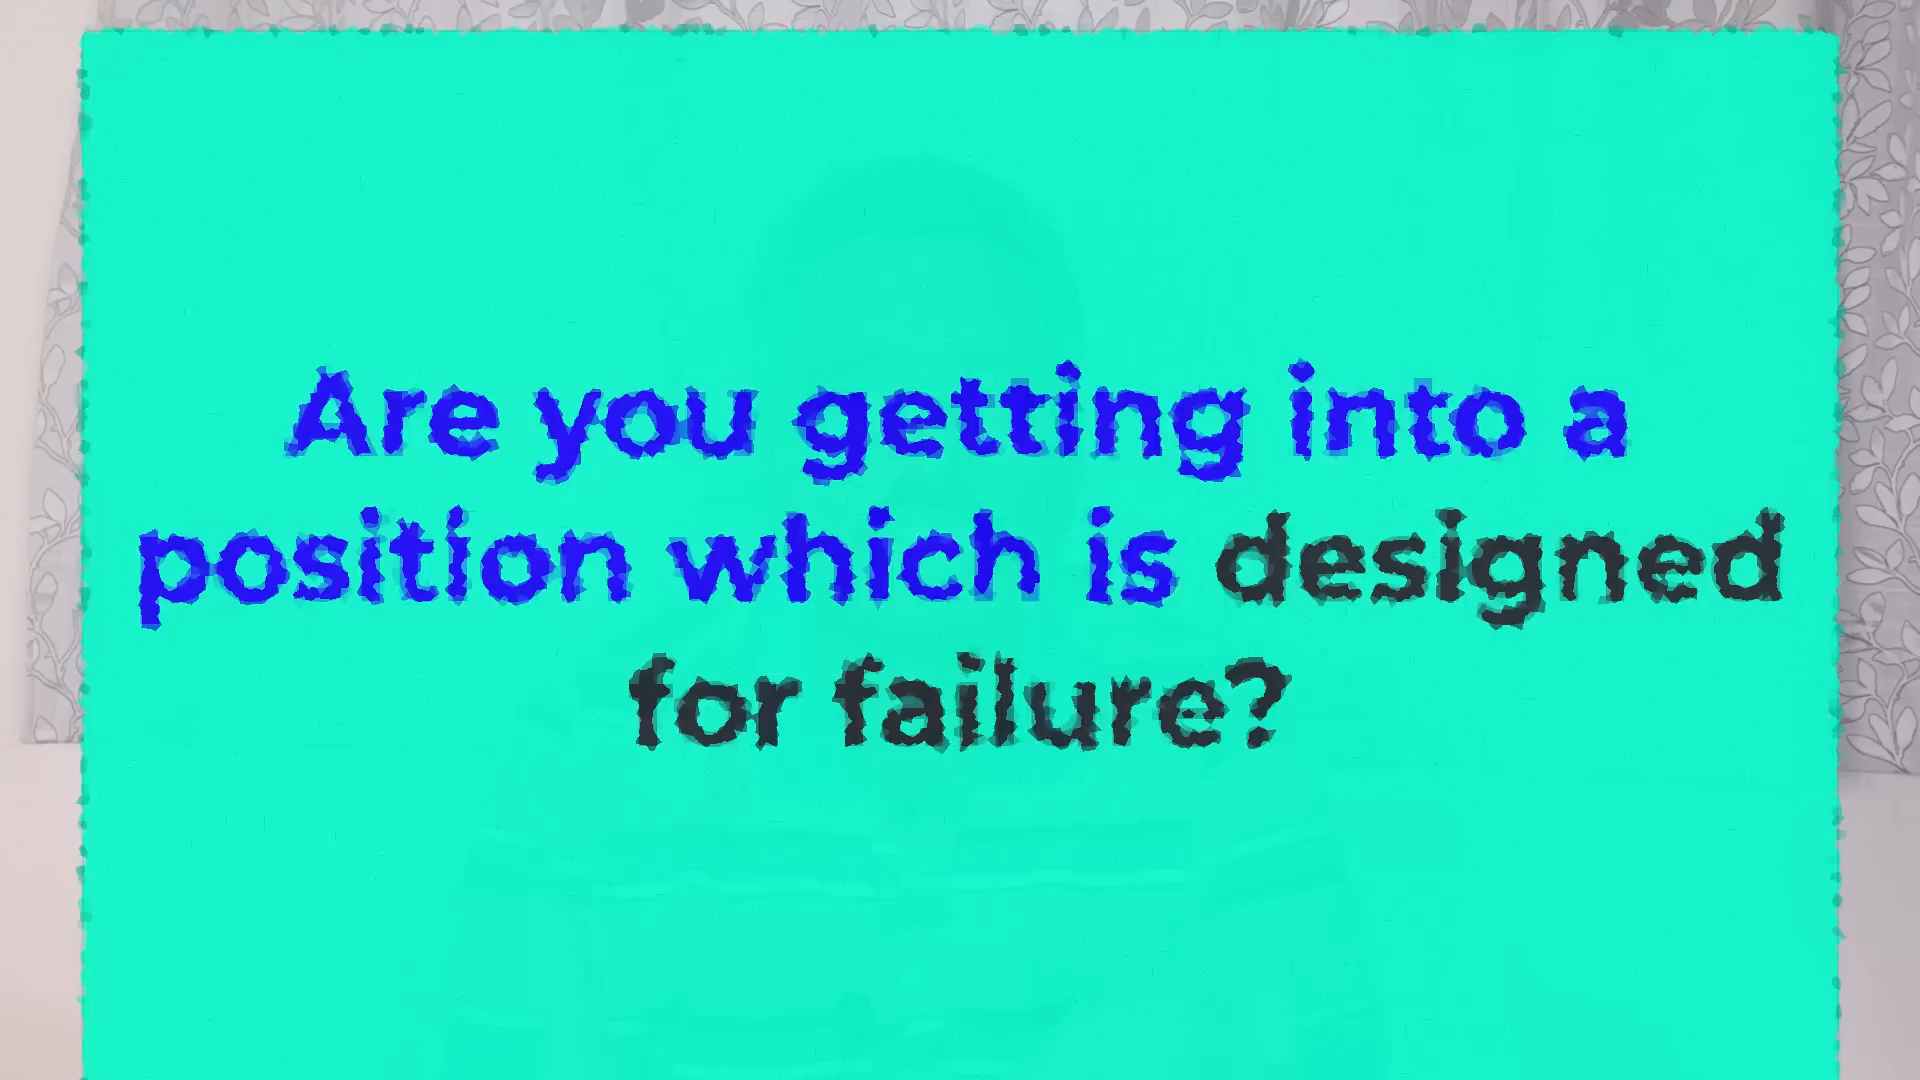 Are you getting into a
position which is designed
for failure?